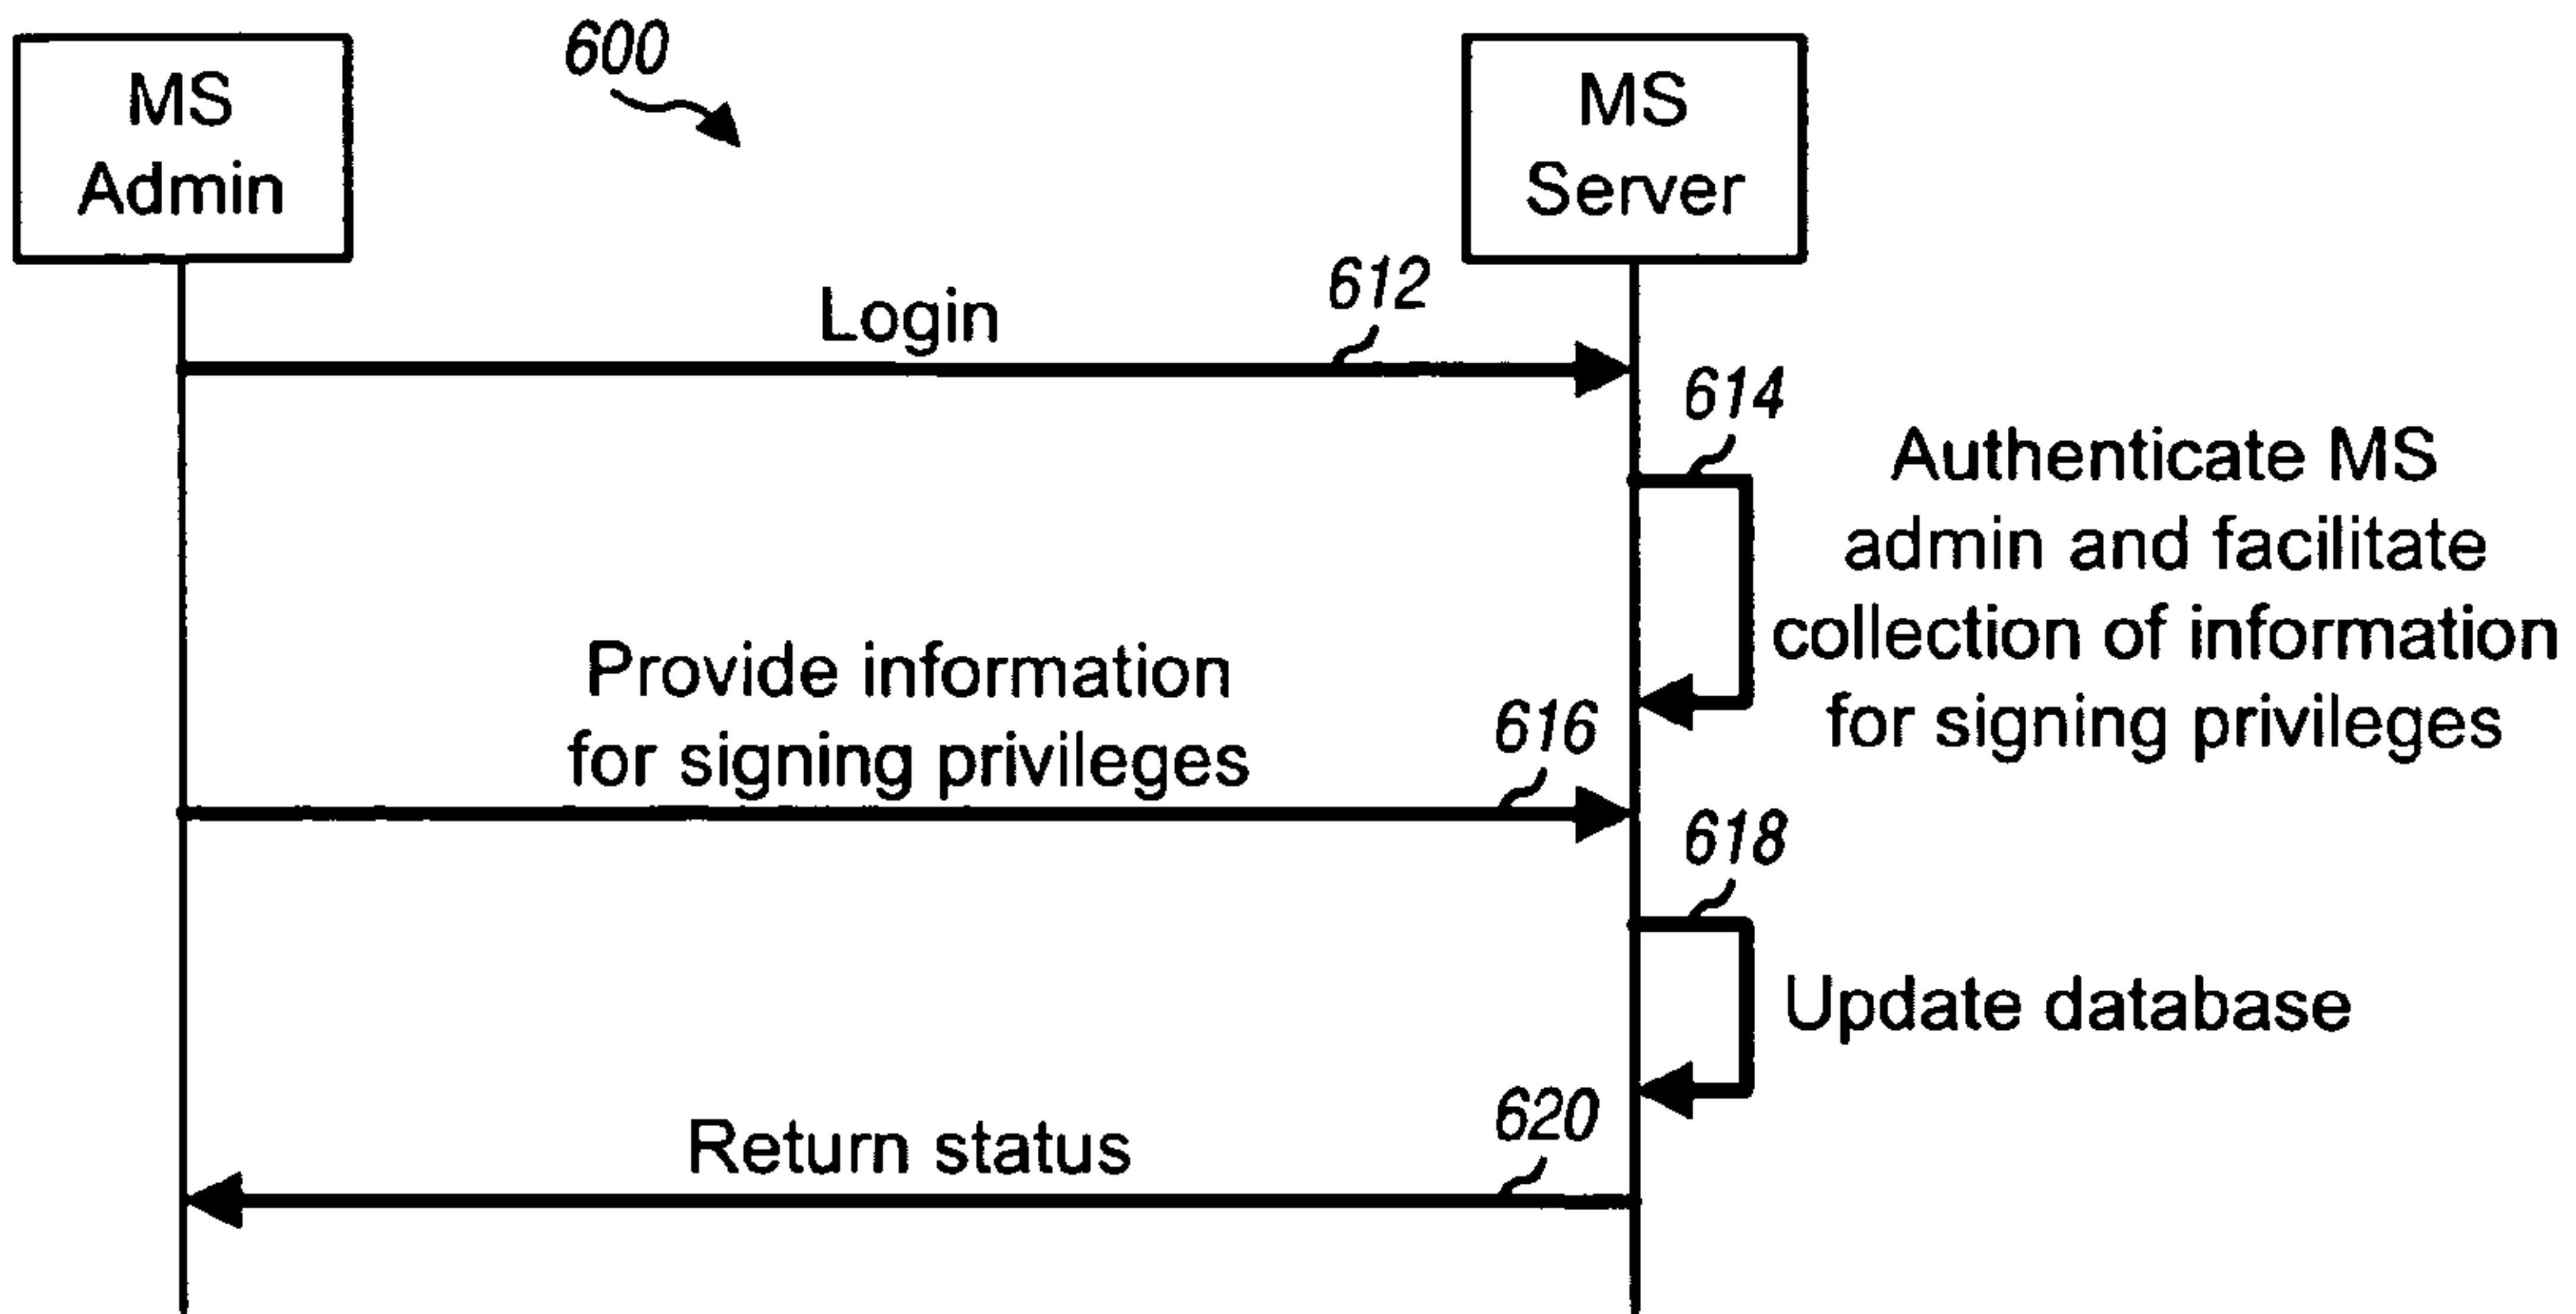 MS
Admin
600
MS
Server
Login
612
614
Authenticate MS
admin and facilitate
collection of information
for signing privileges
Provide information
for signing privileges
616
618
Update database
Return status
620